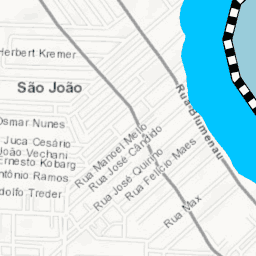 Herbert Kremer
São João
Osmar Nunes
Juca Cesário
João Vechani
Ernesto Kobarg
Antônio Ramos
Adolfo Treder
Rua Manoel Mello
Rua José Cândido
Rua José Quirino
Rua Felício Maes
Rua Max
Rua Blumenau